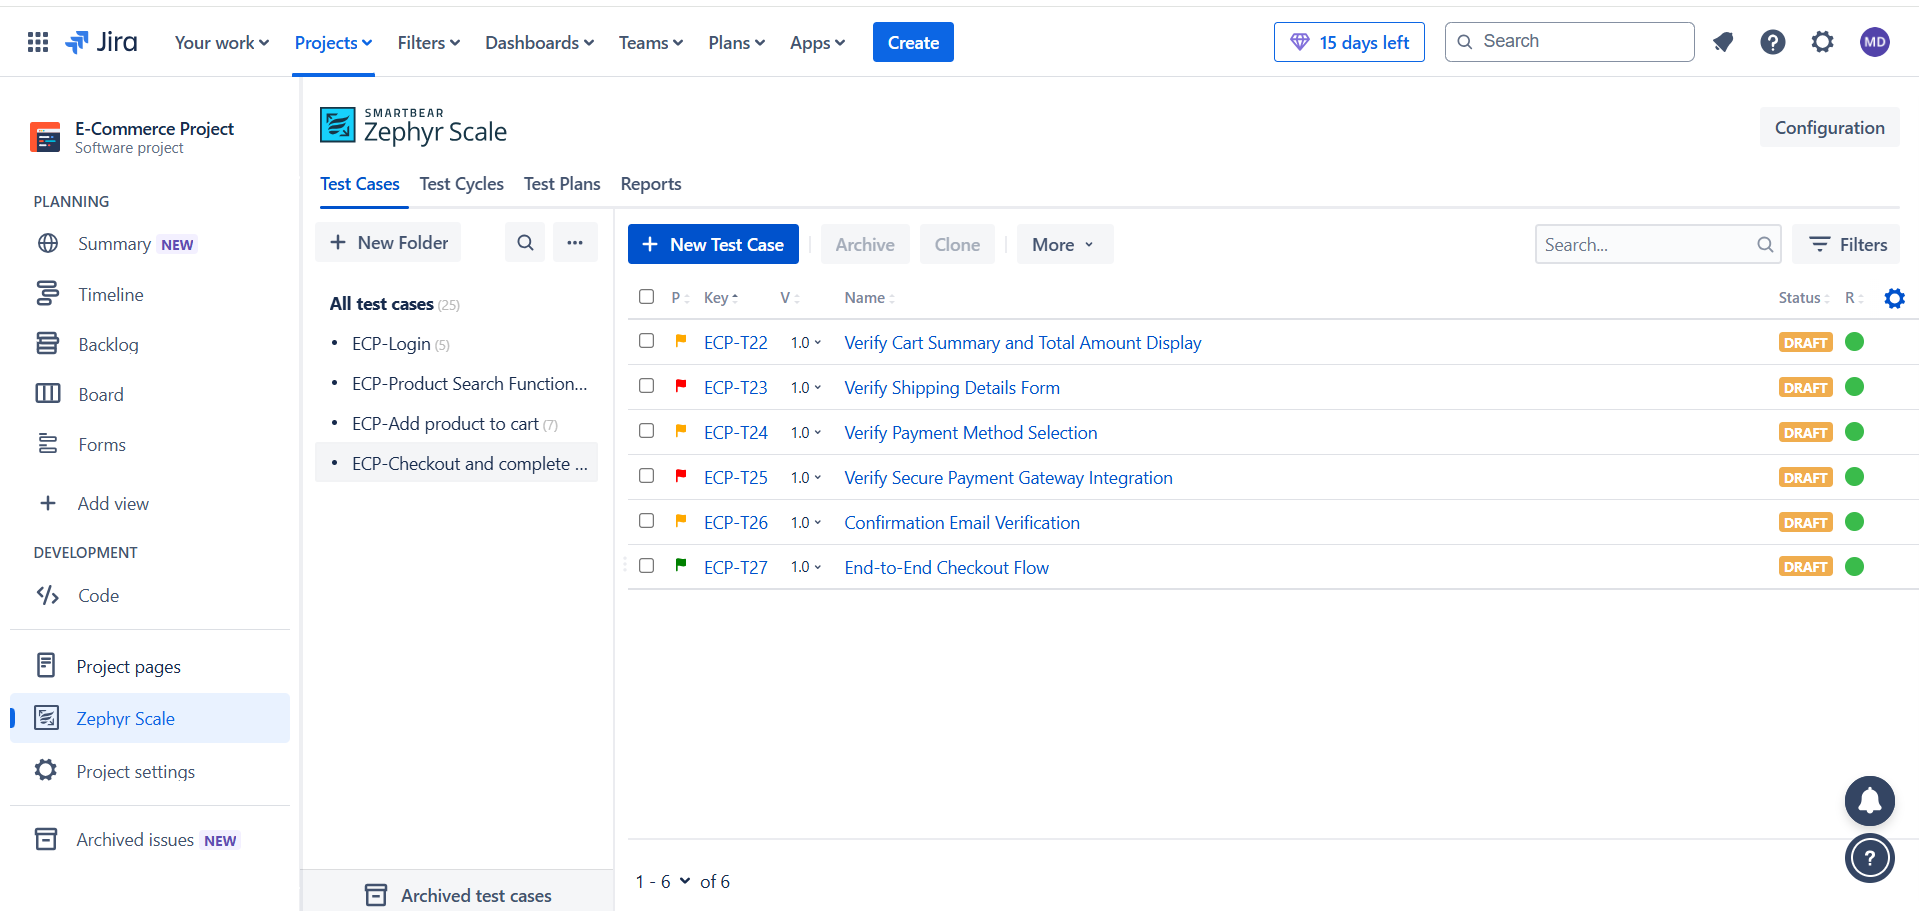 Jira
Your work
Projects
Filters
Dashboards
Teams
Plans
Apps
Create
15 days left
Search
MD
E-Commerce Project
Software project
PLANNING
Summary NEW
Timeline
Backlog
Board
Forms
Add view
DEVELOPMENT
Code
Project pages
Zephyr Scale
Project settings
Archived issues NEW
SMARTBEAR
Zephyr Scale
Configuration
Test Cases
Test Cycles
Test Plans
Reports
New Folder
All test cases (25)
ECP-Login (5)
ECP-Product Search Function...
ECP-Add product to cart (7)
ECP-Checkout and complete ...
Archived test cases
New Test Case
Archive
Clone
More
Search...
Filters
P Key V Name Status R
ECP-T22 1.0 Verify Cart Summary and Total Amount Display DRAFT
ECP-T23 1.0 Verify Shipping Details Form DRAFT
ECP-T24 1.0 Verify Payment Method Selection DRAFT
ECP-T25 1.0 Verify Secure Payment Gateway Integration DRAFT
ECP-T26 1.0 Confirmation Email Verification DRAFT
ECP-T27 1.0 End-to-End Checkout Flow DRAFT
1 - 6 of 6